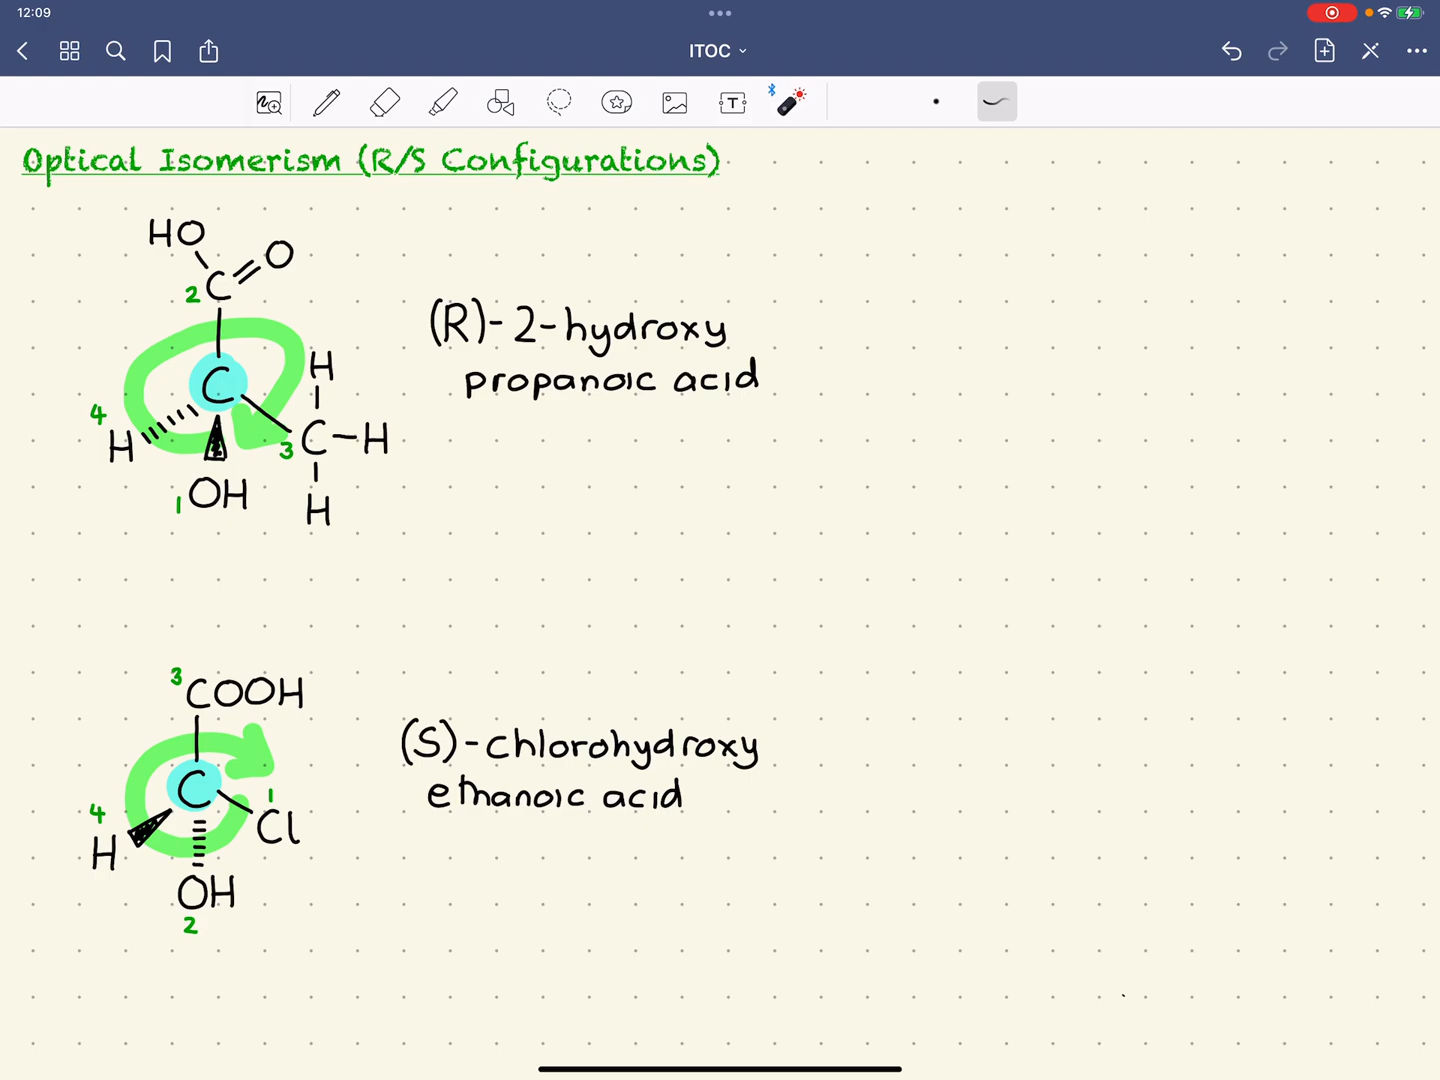 12:09
ITOC
T
Optical Isomerism (R/S Configurations)
HO
O
2 C
C
H
4
H
3 C-H
1 OH
H
(R)-2-hydroxy
propanoic acid
3 COOH
C
4
H
1
Cl
OH
2
(S)-chlorohydroxy
ethanoic acid